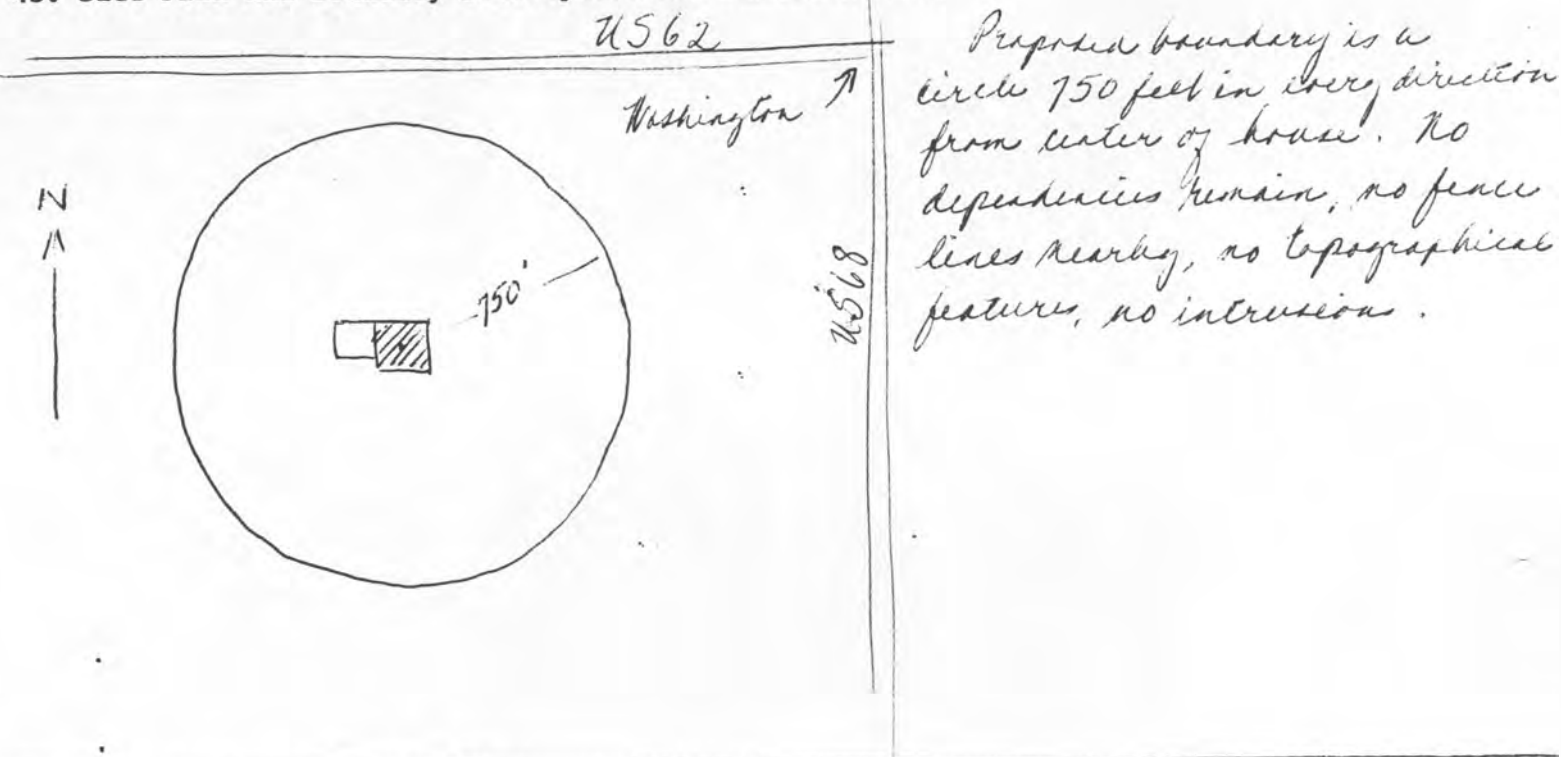 US62
Washington
N
750'
US68
Proposed boundary is a
circle 750 feet in every direction
from center of house. No
dependencies remain, no fence
lines nearby, no topographical
features, no intrusions.